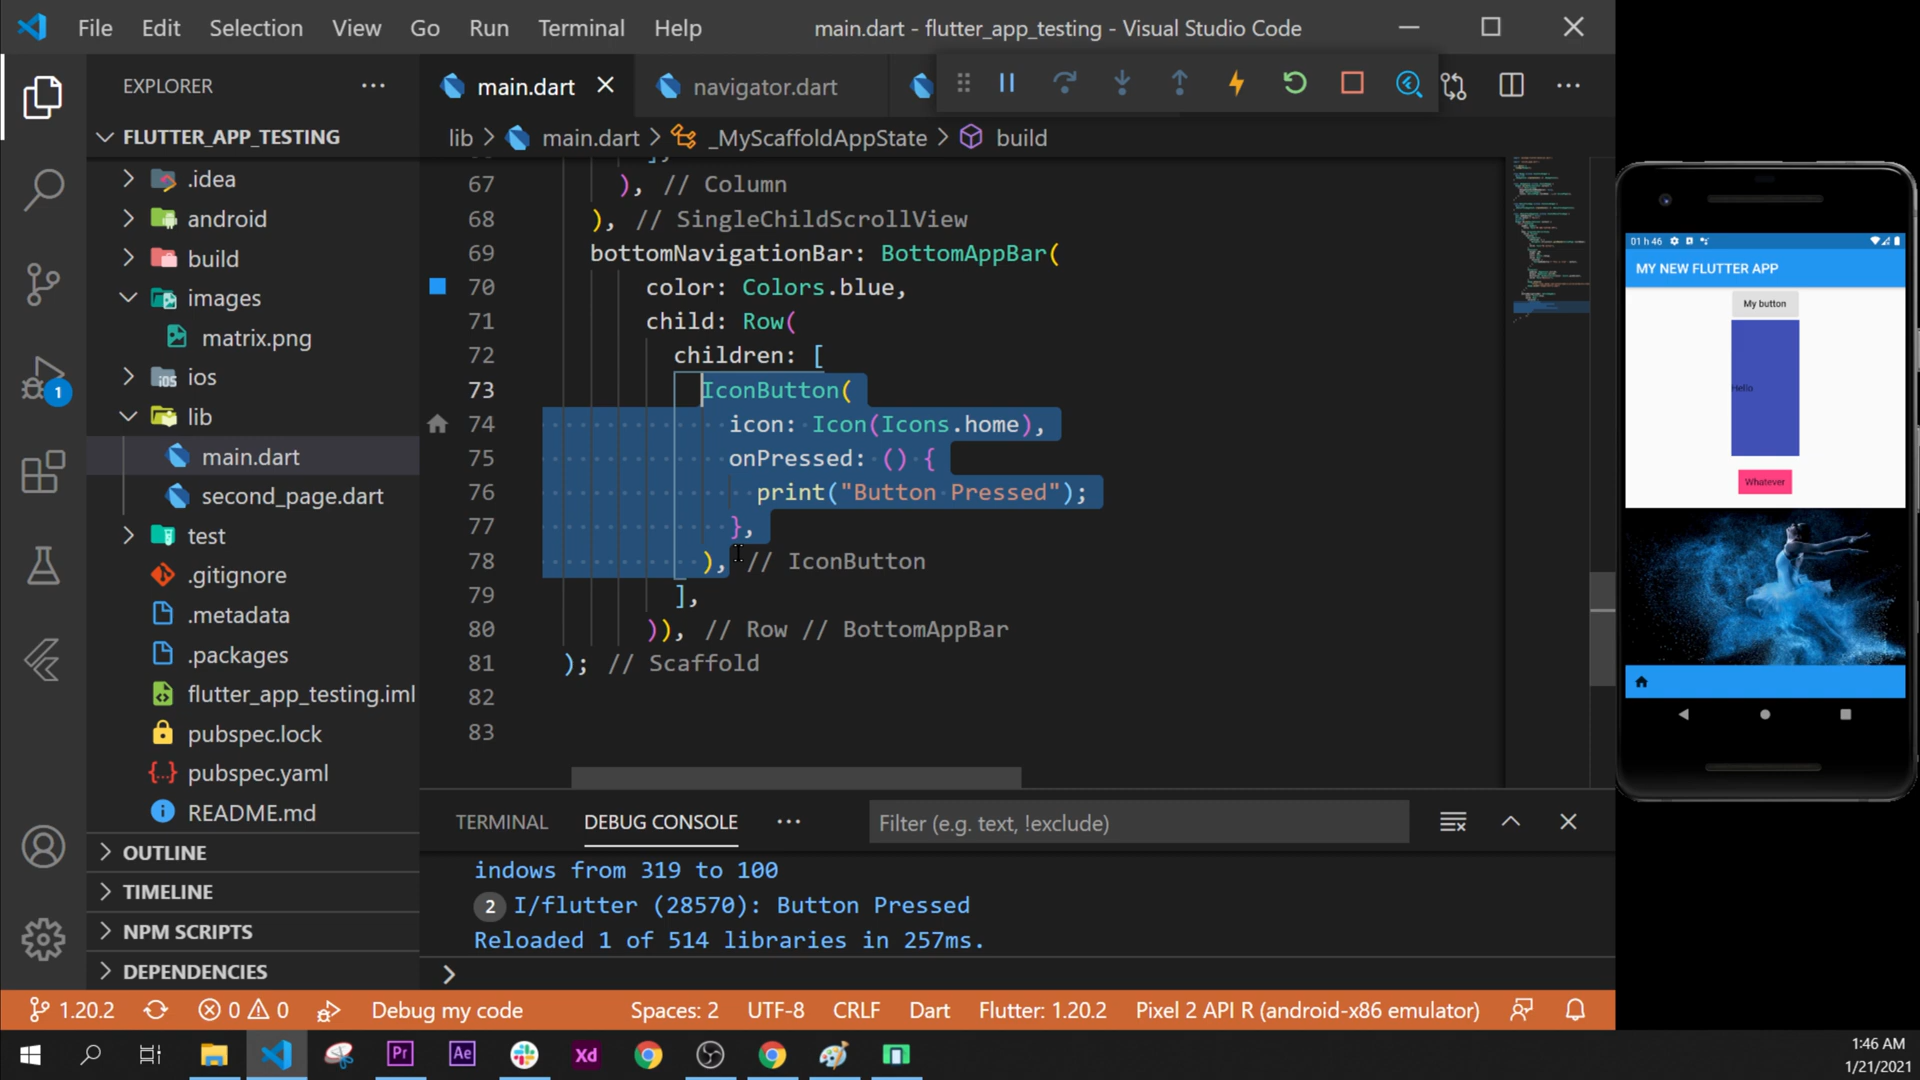 File Edit Selection View Go Run Terminal Help
main.dart - flutter_app_testing - Visual Studio Code
EXPLORER
main.dart
navigator.dart
FLUTTER_APP_TESTING
lib > main.dart > _MyScaffoldAppState > build
.idea
android
build
images
matrix.png
ios
lib
main.dart
second_page.dart
test
.gitignore
.metadata
.packages
flutter_app_testing.iml
pubspec.lock
pubspec.yaml
README.md
OUTLINE
TIMELINE
NPM SCRIPTS
DEPENDENCIES
1
67 ), // Column
68 ), // SingleChildScrollView
69 bottomNavigationBar: BottomAppBar(
70 color: Colors.blue,
71 child: Row(
72 children: [
73 IconButton(
74 icon: Icon(Icons.home),
75 onPressed: () {
76 print("Button Pressed");
77 },
78 ), // IconButton
79 ],
80 )), // Row // BottomAppBar
81 ); // Scaffold
82
83
TERMINAL DEBUG CONSOLE
Filter (e.g. text, !exclude)
indows from 319 to 100
2 I/flutter (28570): Button Pressed
Reloaded 1 of 514 libraries in 257ms.
>
1.20.2 0 0 Debug my code Spaces: 2 UTF-8 CRLF Dart Flutter: 1.20.2 Pixel 2 API R (android-x86 emulator)
Pr Ae Xd
1:46 AM
1/21/2021
01 h 46
MY NEW FLUTTER APP
My button
Hello
Whatever